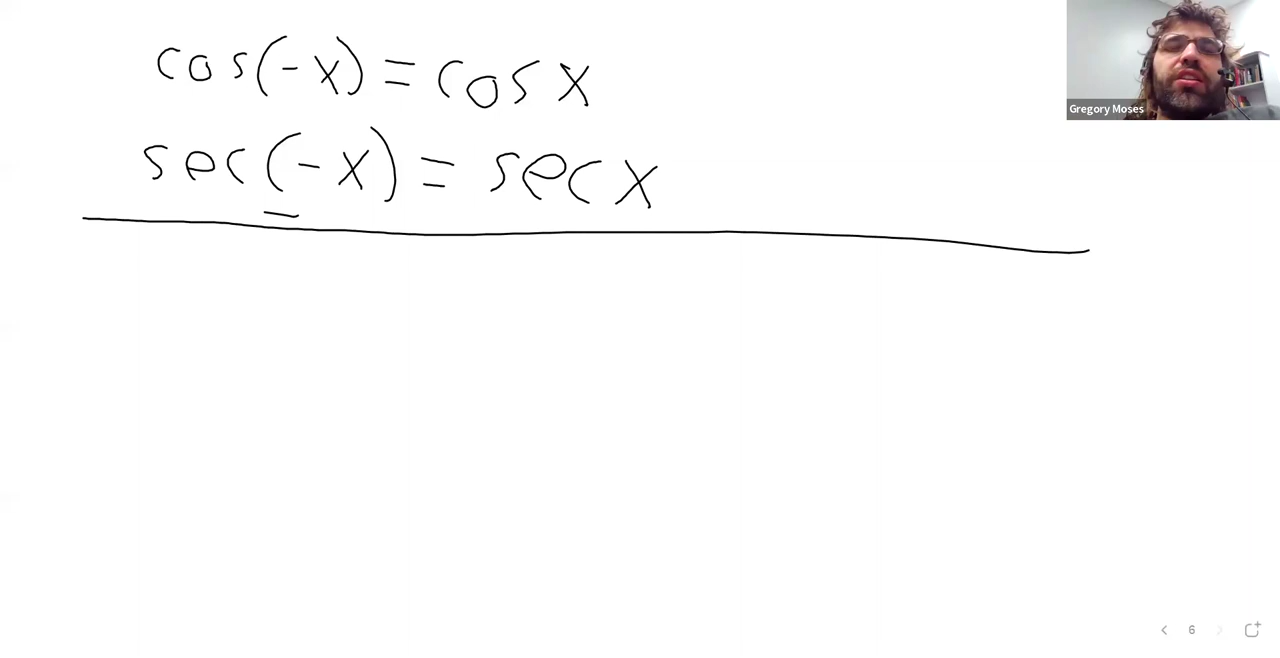 cos(-x) = cos x
sec(-x) = sec x
Gregory Moses
6